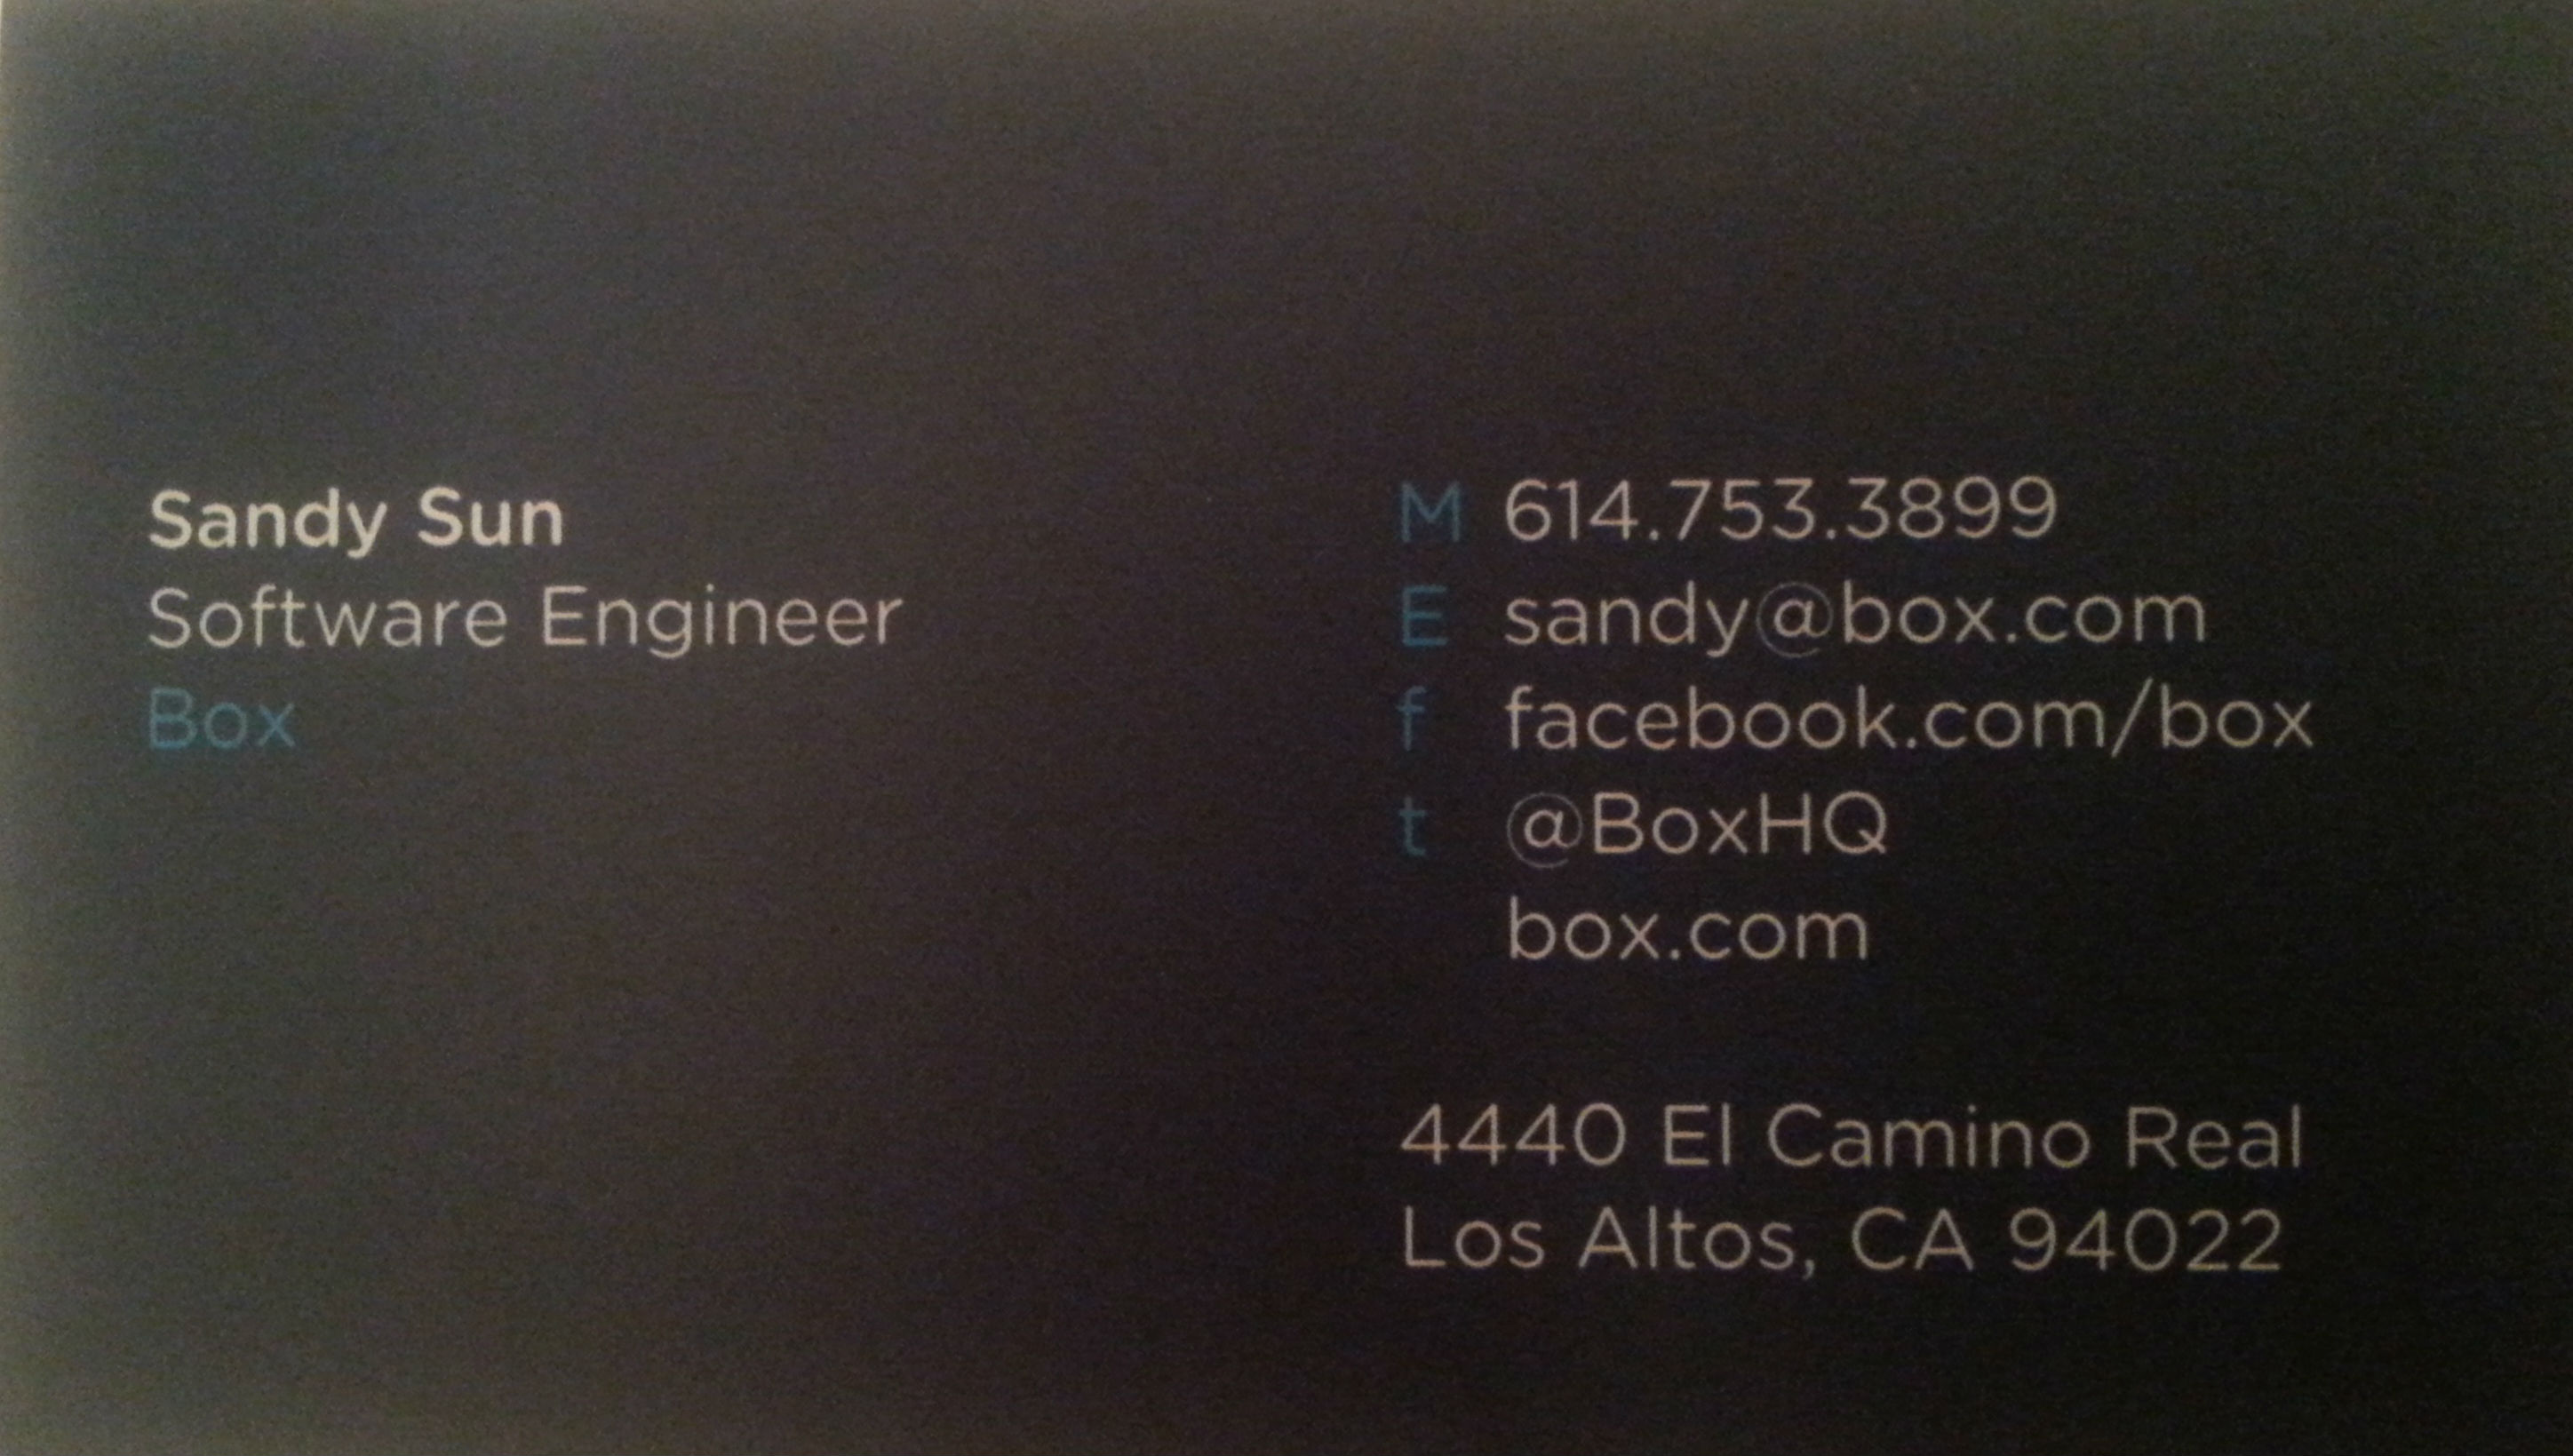 Sandy Sun
Software Engineer
Box
M 614.753.3899
E sandy@box.com
f facebook.com/box
t @BoxHQ
box.com
4440 El Camino Real
Los Altos, CA 94022